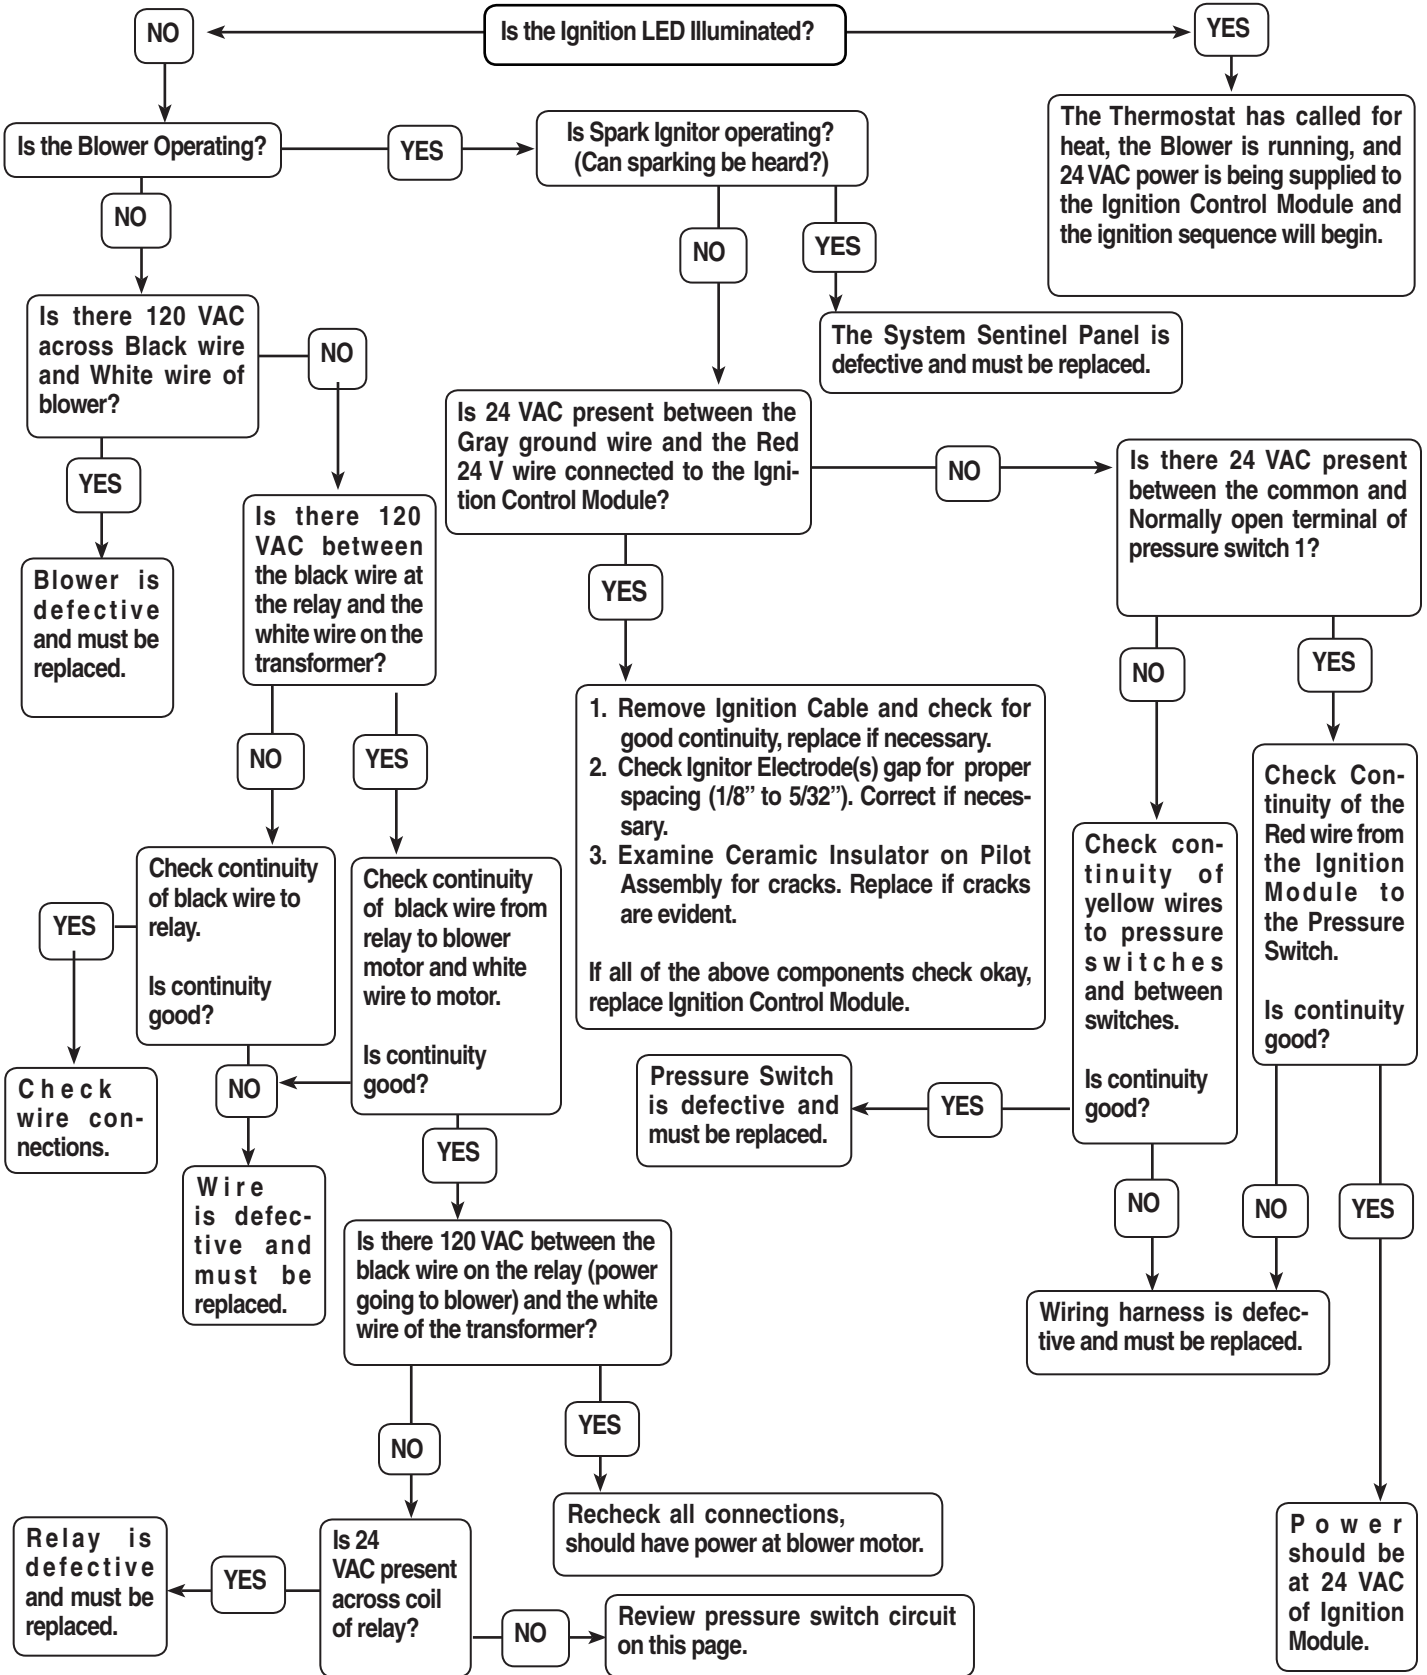 Is the Ignition LED Illuminated?
NO
YES
The Thermostat has called for
heat, the Blower is running, and
24 VAC power is being supplied to
the Ignition Control Module and
the ignition sequence will begin.
Is the Blower Operating?
YES
Is Spark Ignitor operating?
(Can sparking be heard?)
NO
NO
YES
The System Sentinel Panel is
defective and must be replaced.
Is there 120 VAC
across Black wire
and White wire of
blower?
NO
YES
Blower is
defective
and must be
replaced.
Is there 120
VAC between
the black wire at
the relay and the
white wire on the
transformer?
Is 24 VAC present between the
Gray ground wire and the Red
24 V wire connected to the Igni-
tion Control Module?
NO
Is there 24 VAC present
between the common and
Normally open terminal of
pressure switch 1?
YES
1. Remove Ignition Cable and check for
good continuity, replace if necessary.
2. Check Ignitor Electrode(s) gap for proper
spacing (1/8” to 5/32”). Correct if neces-
sary.
3. Examine Ceramic Insulator on Pilot
Assembly for cracks. Replace if cracks
are evident.
If all of the above components check okay,
replace Ignition Control Module.
NO
YES
NO
YES
Check continuity
of black wire to
relay.
Is continuity
good?
YES
Check
wire con-
nections.
Check continuity
of black wire from
relay to blower
motor and white
wire to motor.
Is continuity
good?
NO
Wire
is defec-
tive and
must be
replaced.
YES
Check con-
tinuity of
yellow wires
to pressure
switches
and between
switches.
Is continuity
good?
YES
Pressure Switch
is defective and
must be replaced.
Check Con-
tinuity of the
Red wire from
the Ignition
Module to
the Pressure
Switch.
Is continuity
good?
NO
NO
YES
Wiring harness is defec-
tive and must be replaced.
Is there 120 VAC between the
black wire on the relay (power
going to blower) and the white
wire of the transformer?
NO
YES
Recheck all connections,
should have power at blower motor.
Is 24
VAC present
across coil
of relay?
YES
Relay is
defective
and must be
replaced.
NO
Review pressure switch circuit
on this page.
Power
should be
at 24 VAC
of Ignition
Module.